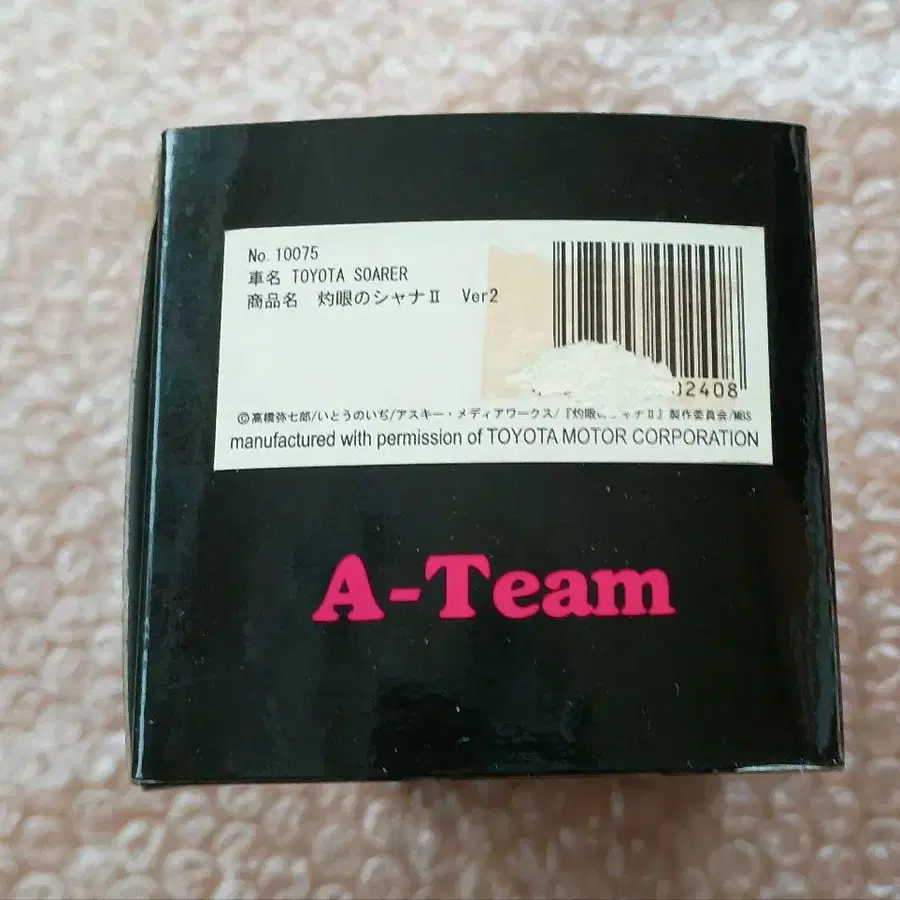 No. 10075
車名 TOYOTA SOARER
商品名 灼眼のシャナⅡ Ver2
02408
©高橋弥七郎/いとうのいぢ/アスキー・メディアワークス/『灼眼のシャナⅡ』製作委員会/MBS
manufactured with permission of TOYOTA MOTOR CORPORATION
A-Team